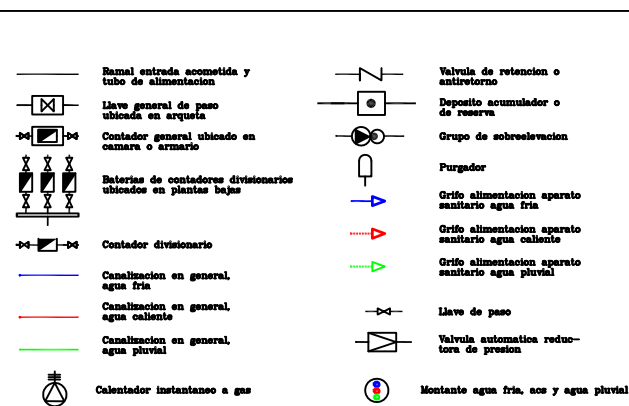 Ramal entrada acometida y
tubo de alimentacion
Llave general de paso
ubicada en arqueta
Contador general ubicado en
camara o armario
Baterias de contadores divisionarios
ubicados en plantas bajas
Contador divisionario
Canalizacion en general,
agua fria
Canalizacion en general,
agua caliente
Canalizacion en general,
agua pluvial
Calentador instantaneo a gas
Valvula de retencion o
antiretorno
Deposito acumulador o
de reserva
Grupo de sobreelevacion
Purgador
Grifo alimentacion aparato
sanitario agua fria
Grifo alimentacion aparato
sanitario agua caliente
Grifo alimentacion aparato
sanitario agua pluvial
Llave de paso
Valvula automatica reduc-
tora de presion
Montante agua fria, acs y agua pluvial